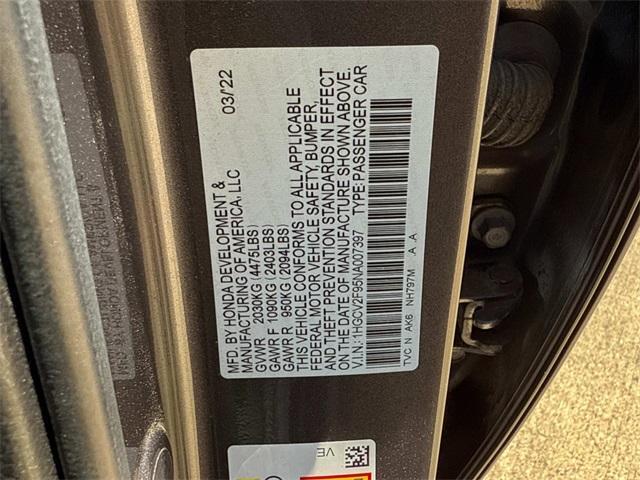 MFD. BY HONDA DEVELOPMENT & 03/22
MANUFACTURING OF AMERICA, LLC
GVWR 2030KG (4475LBS)
GAWR F 1090KG (2403LBS)
GAWR R 950KG (2094LBS)
THIS VEHICLE CONFORMS TO ALL APPLICABLE
FEDERAL MOTOR VEHICLE SAFETY, BUMPER,
AND THEFT PREVENTION STANDARDS IN EFFECT
ON THE DATE OF MANUFACTURE SHOWN ABOVE.
V.I.N.: 1HGCV2F95NA007397 TYPE:PASSENGER CAR
TVC N AK6 NH797M .A .A
VE